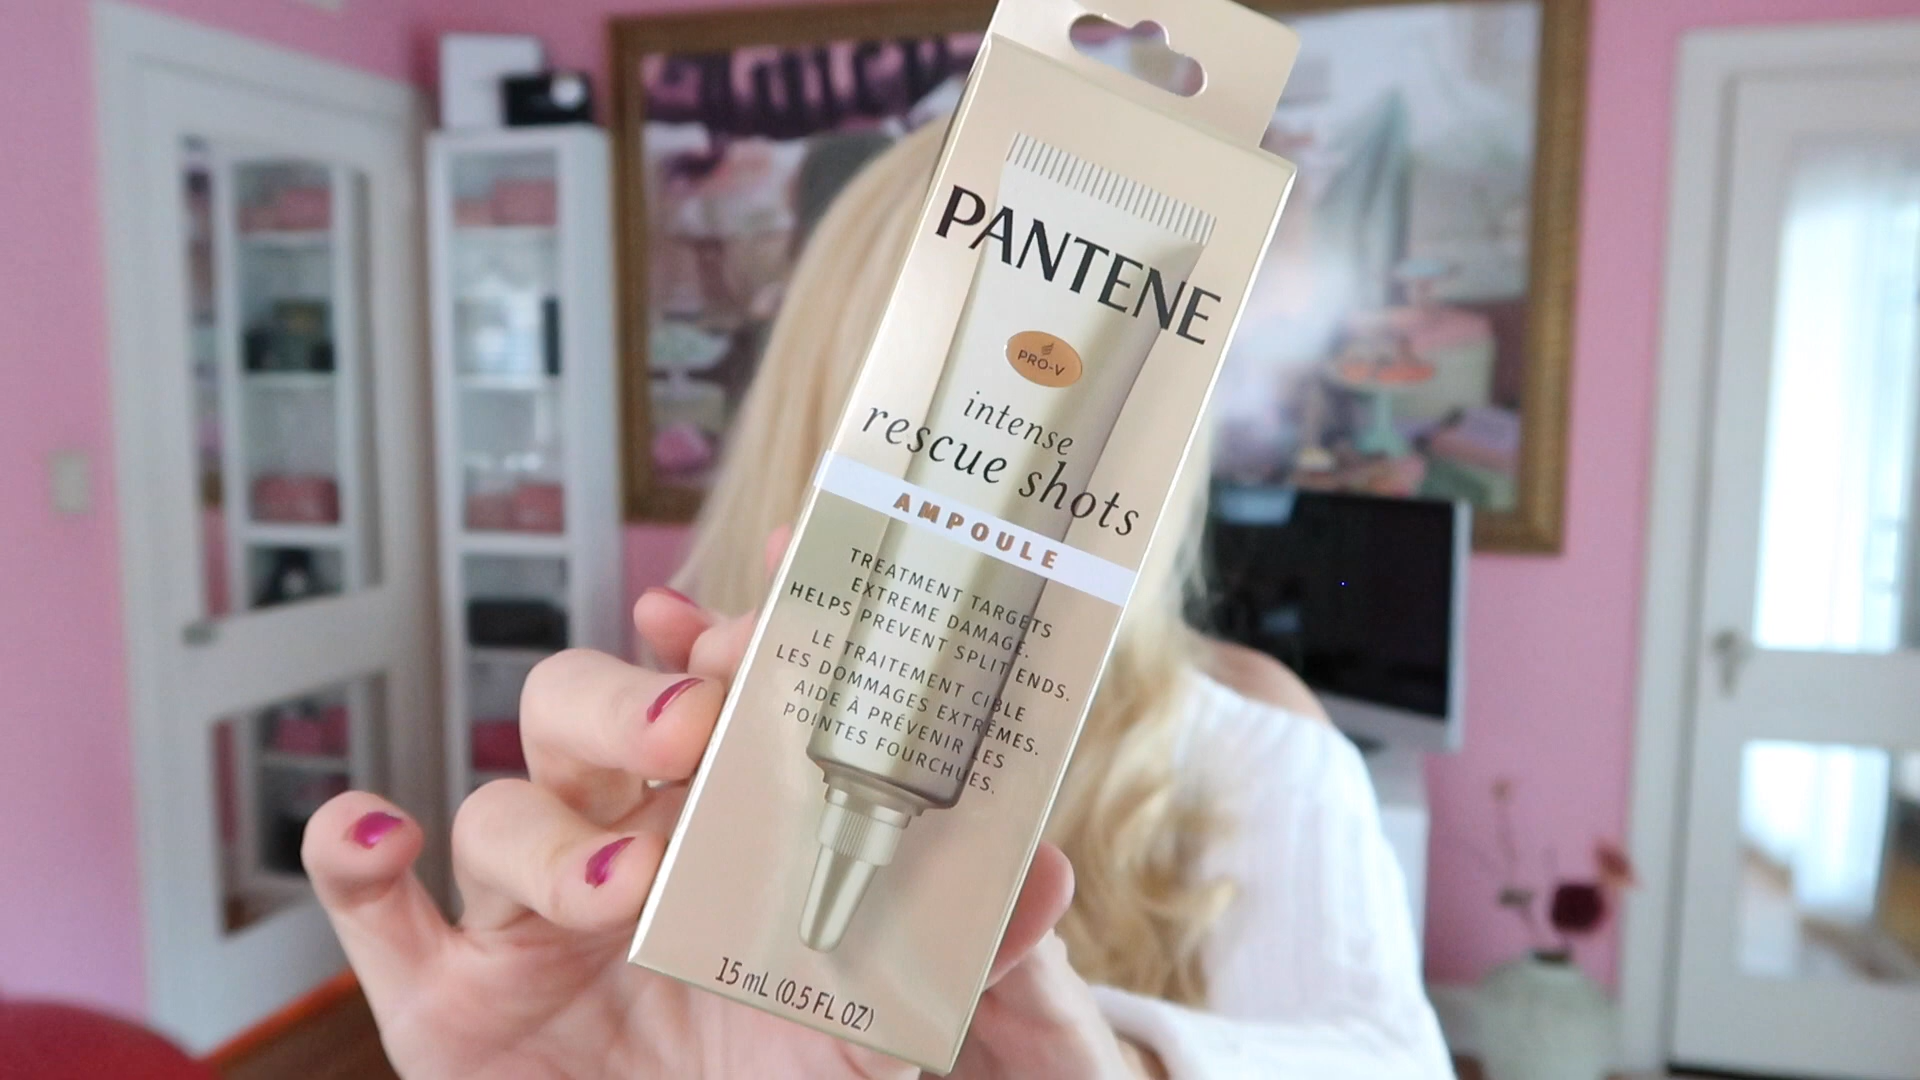 PANTENE
PRO-V
intense
rescue shots
AMPOULE
TREATMENT TARGETS
EXTREME DAMAGE.
HELPS PREVENT SPLIT ENDS.
LE TRAITEMENT CIBLE
LES DOMMAGES EXTRÊMES.
AIDE À PRÉVENIR LES
POINTES FOURCHUES.
15 mL (0.5 FL OZ)